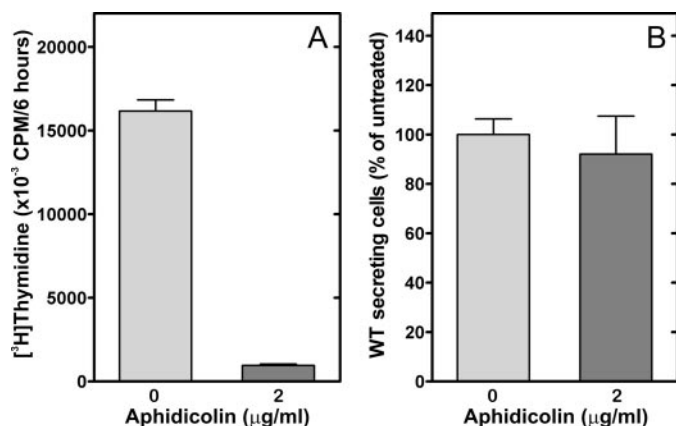 A
[³H]Thymidine (x10⁻³ CPM/6 hours)
20000
15000
10000
5000
0
0 2
Aphidicolin (μg/ml)
B
WT secreting cells (% of untreated)
140
120
100
80
60
40
20
0
0 2
Aphidicolin (μg/ml)